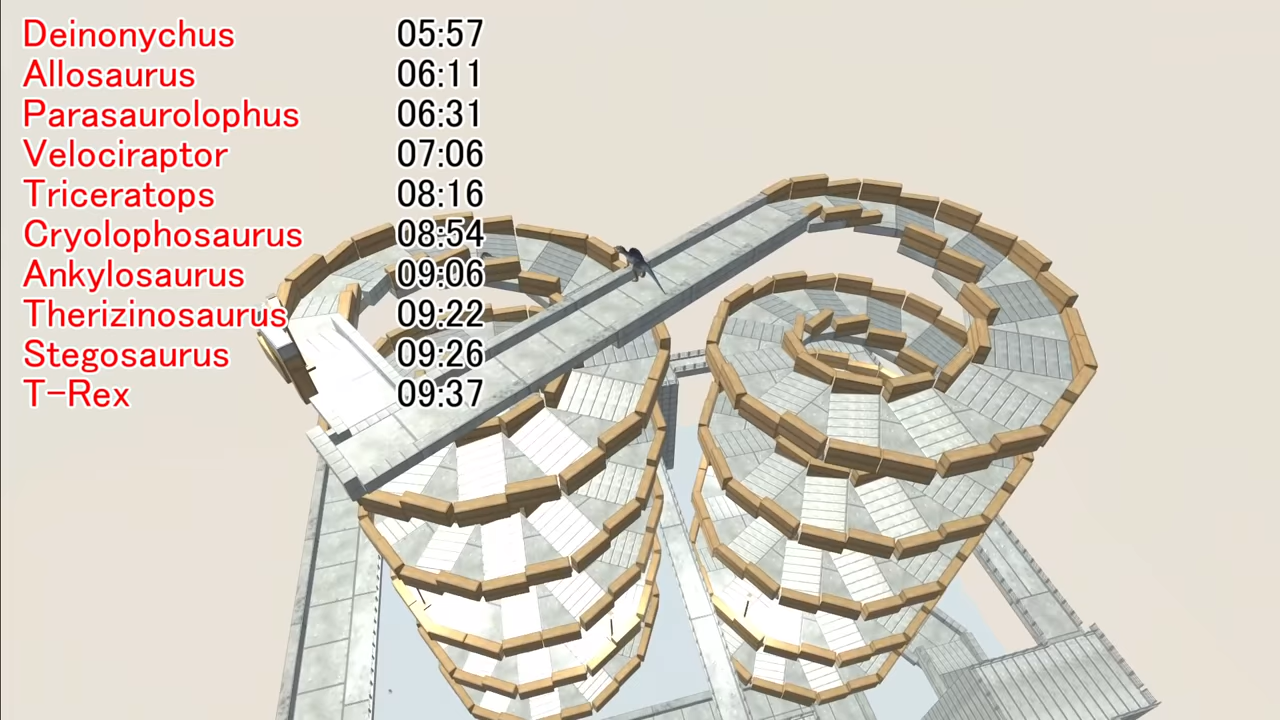 Deinonychus 05:57
Allosaurus 06:11
Parasaurolophus 06:31
Velociraptor 07:06
Triceratops 08:16
Cryolophosaurus 08:54
Ankylosaurus 09:06
Therizinosaurus 09:22
Stegosaurus 09:26
T-Rex 09:37